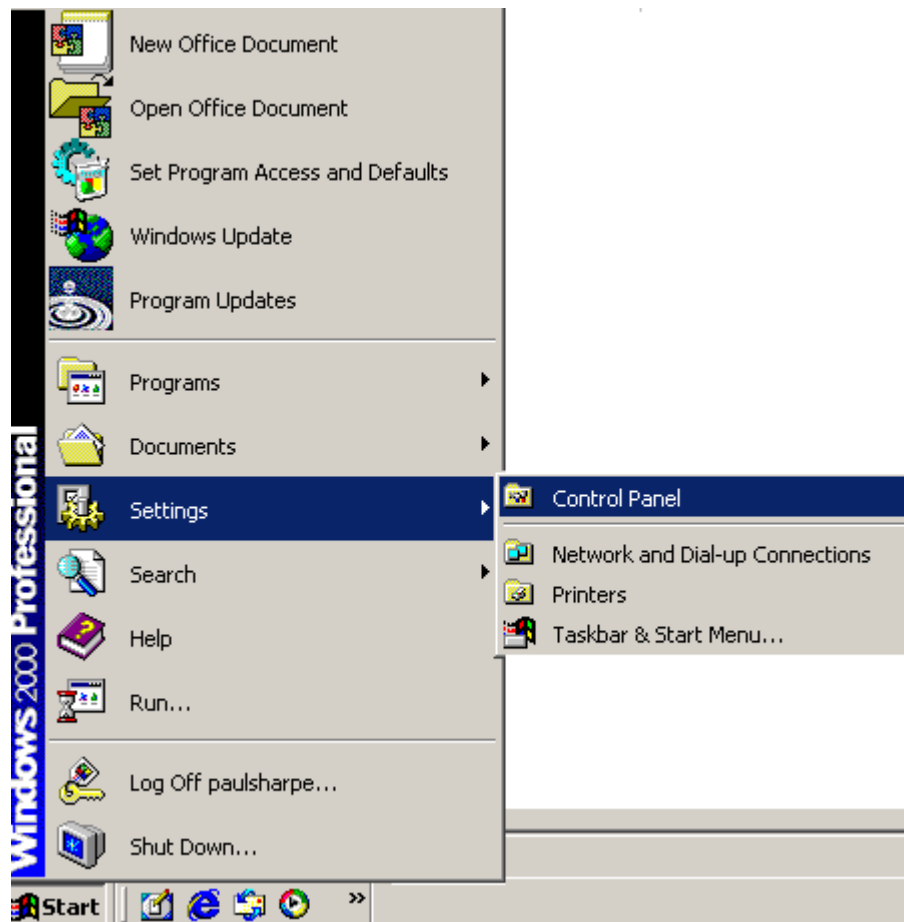 New Office Document
Open Office Document
Set Program Access and Defaults
Windows Update
Program Updates
Programs
Documents
Settings
Control Panel
Network and Dial-up Connections
Printers
Taskbar & Start Menu...
Search
Help
Run...
Log Off paulsharpe...
Shut Down...
Windows 2000 Professional
Start
»